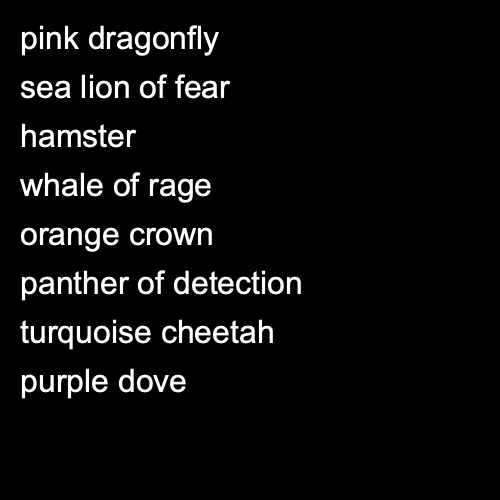 pink dragonfly
sea lion of fear
hamster
whale of rage
orange crown
panther of detection
turquoise cheetah
purple dove